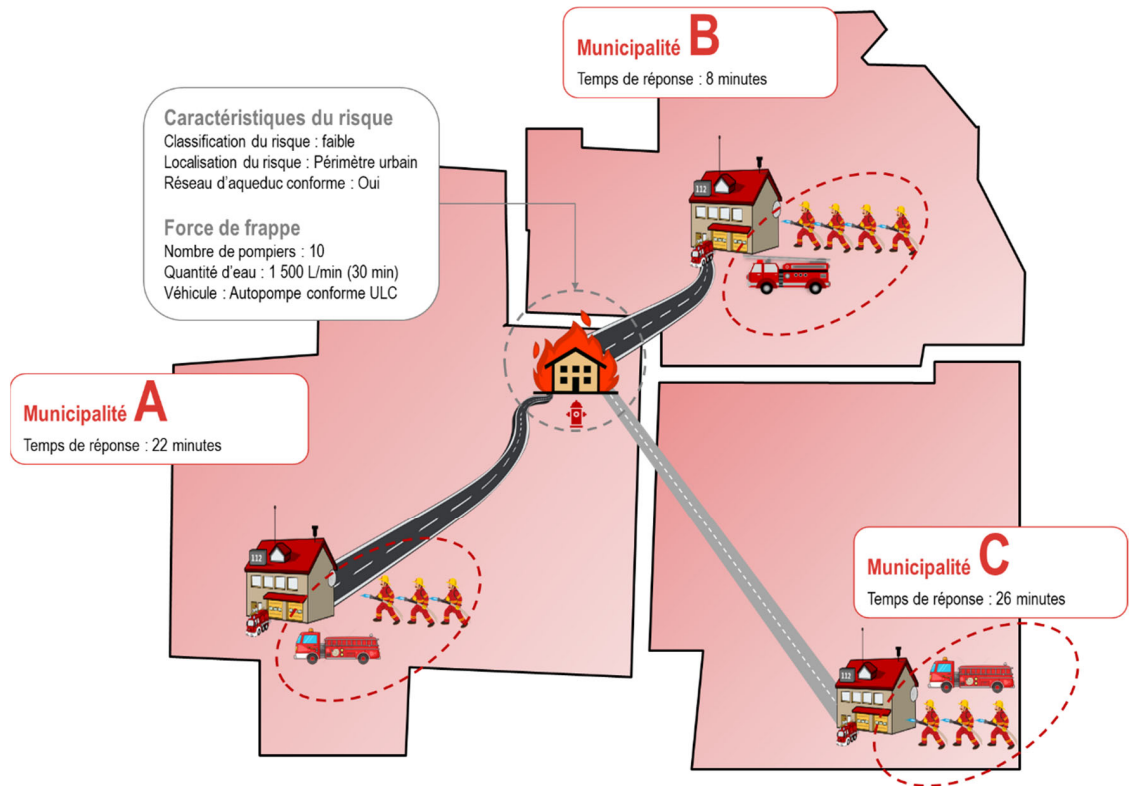 Municipalité B
Temps de réponse : 8 minutes
Caractéristiques du risque
Classification du risque : faible
Localisation du risque : Périmètre urbain
Réseau d'aqueduc conforme : Oui
Force de frappe
Nombre de pompiers : 10
Quantité d'eau : 1 500 L/min (30 min)
Véhicule : Autopompe conforme ULC
112
Municipalité A
Temps de réponse : 22 minutes
112
Municipalité C
Temps de réponse : 26 minutes
112